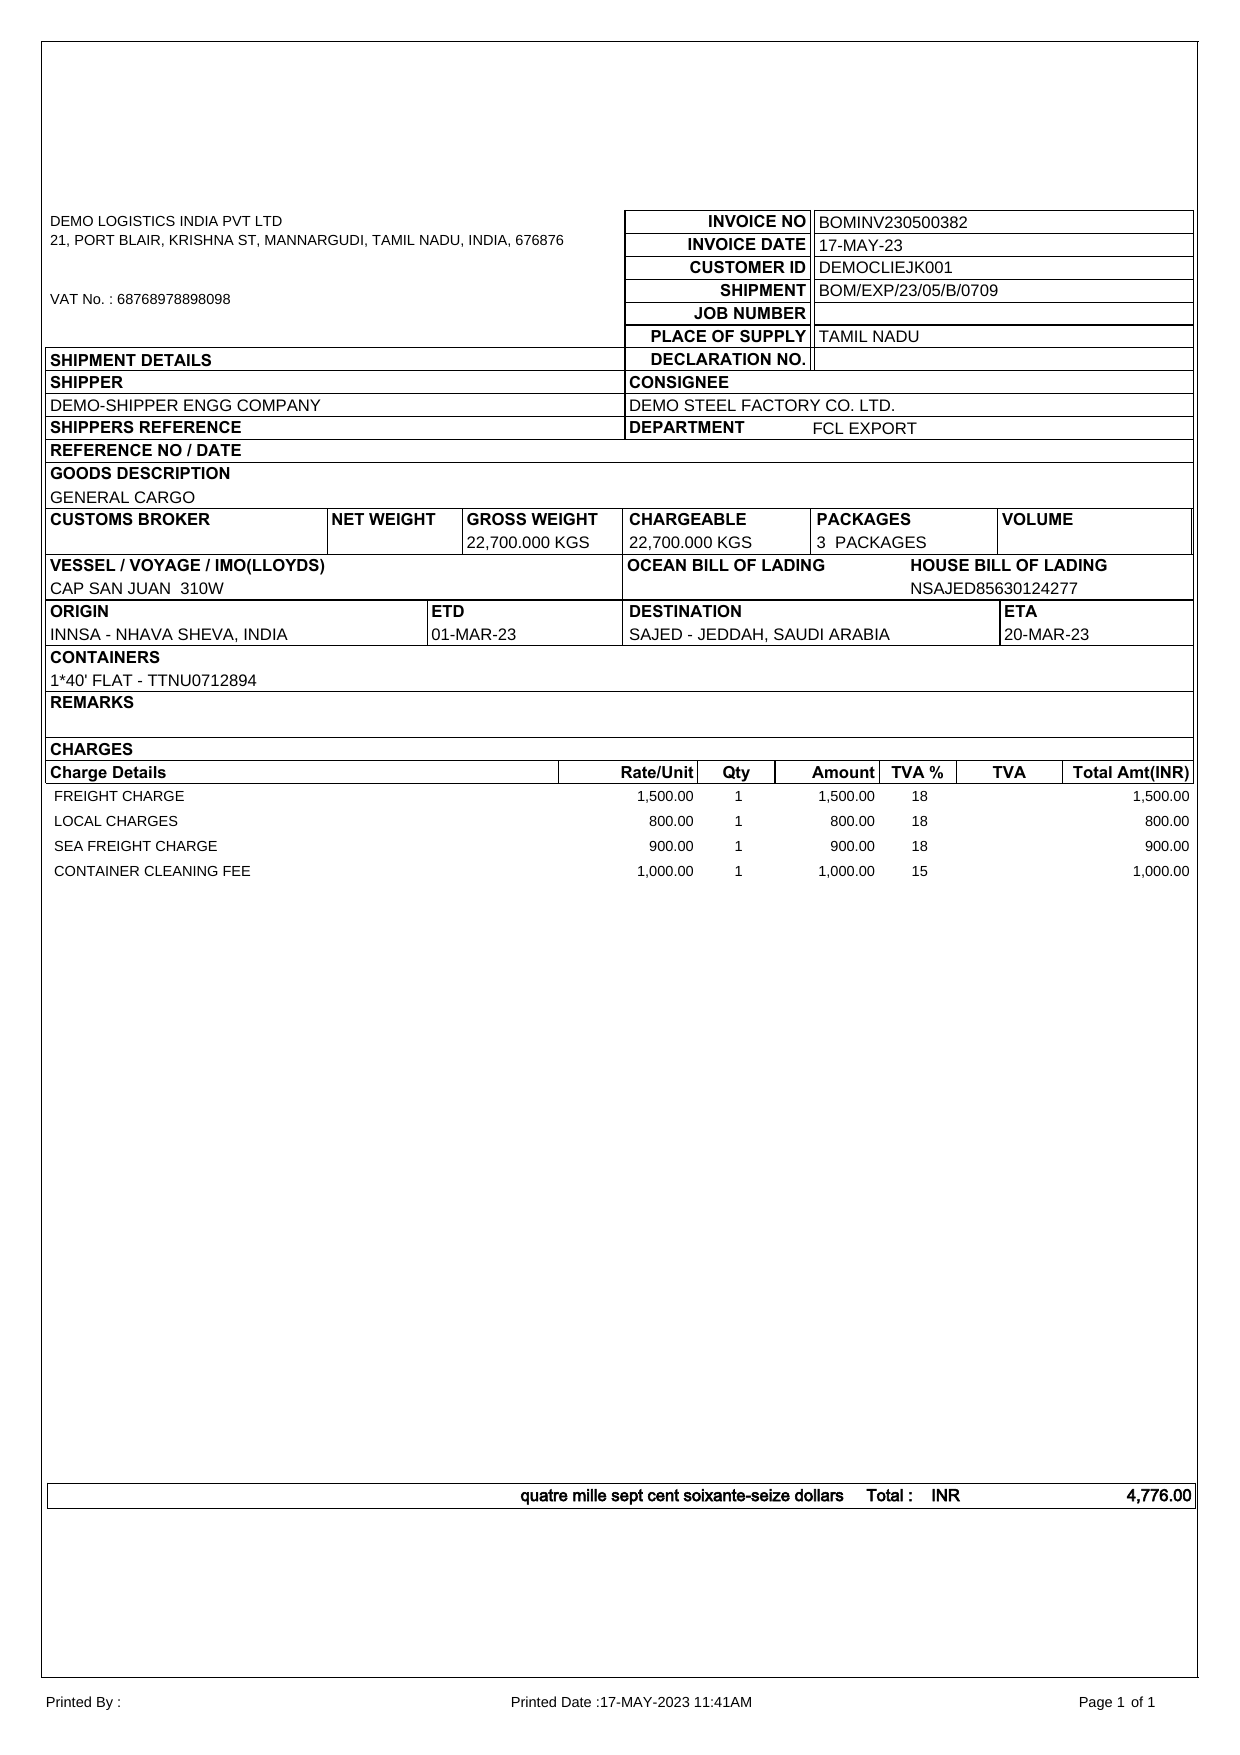 DEMO LOGISTICS INDIA PVT LTD
21, PORT BLAIR, KRISHNA ST, MANNARGUDI, TAMIL NADU, INDIA, 676876
VAT No. : 68768978898098
INVOICE NO BOMINV230500382
INVOICE DATE 17-MAY-23
CUSTOMER ID DEMOCLIEJK001
SHIPMENT BOM/EXP/23/05/B/0709
JOB NUMBER
PLACE OF SUPPLY TAMIL NADU
SHIPMENT DETAILS DECLARATION NO.
SHIPPER CONSIGNEE
DEMO-SHIPPER ENGG COMPANY DEMO STEEL FACTORY CO. LTD.
SHIPPERS REFERENCE DEPARTMENT FCL EXPORT
REFERENCE NO / DATE
GOODS DESCRIPTION
GENERAL CARGO
CUSTOMS BROKER NET WEIGHT GROSS WEIGHT CHARGEABLE PACKAGES VOLUME
22,700.000 KGS 22,700.000 KGS 3 PACKAGES
VESSEL / VOYAGE / IMO(LLOYDS) OCEAN BILL OF LADING HOUSE BILL OF LADING
CAP SAN JUAN 310W NSAJED85630124277
ORIGIN ETD DESTINATION ETA
INNSA - NHAVA SHEVA, INDIA 01-MAR-23 SAJED - JEDDAH, SAUDI ARABIA 20-MAR-23
CONTAINERS
1*40' FLAT - TTNU0712894
REMARKS
CHARGES
Charge Details Rate/Unit Qty Amount TVA % TVA Total Amt(INR)
FREIGHT CHARGE 1,500.00 1 1,500.00 18 1,500.00
LOCAL CHARGES 800.00 1 800.00 18 800.00
SEA FREIGHT CHARGE 900.00 1 900.00 18 900.00
CONTAINER CLEANING FEE 1,000.00 1 1,000.00 15 1,000.00
quatre mille sept cent soixante-seize dollars Total : INR 4,776.00
Printed By : Printed Date :17-MAY-2023 11:41AM Page 1 of 1